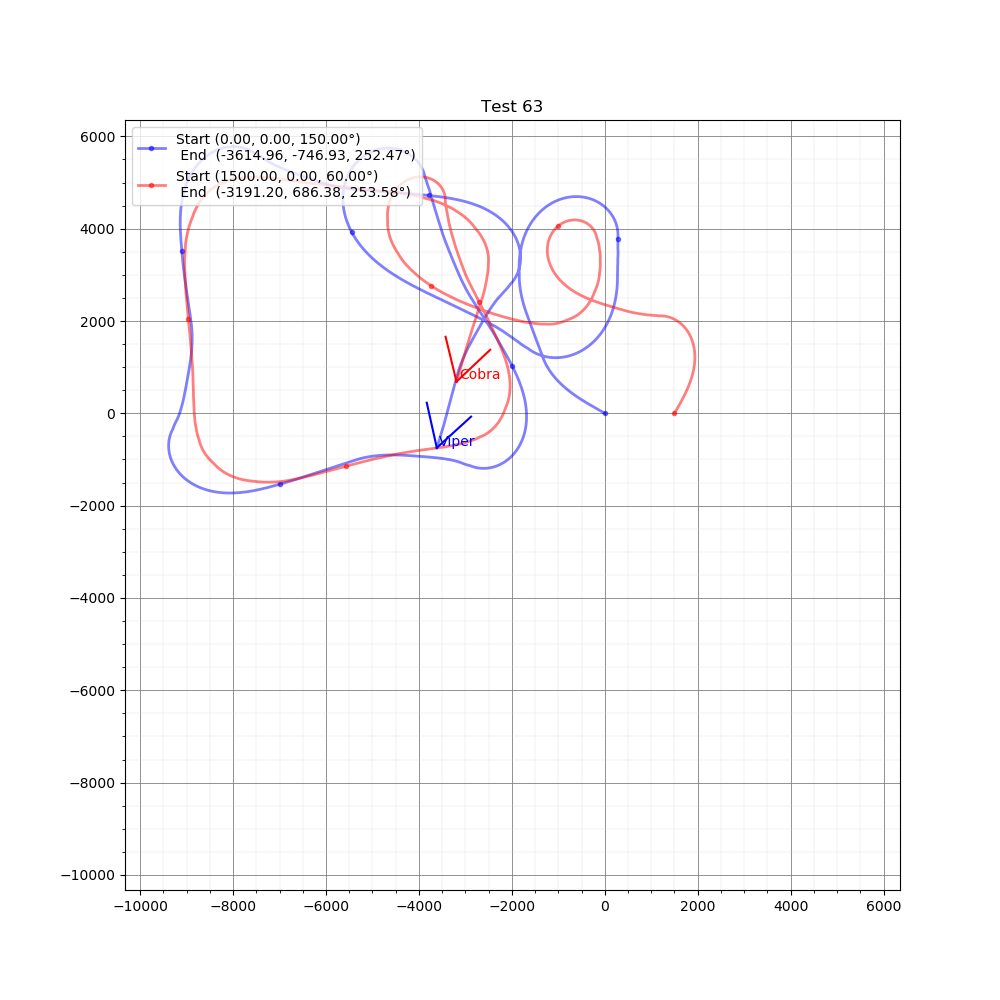 Test 63
Start (0.00, 0.00, 150.00°)
End (-3614.96, -746.93, 252.47°)
Start (1500.00, 0.00, 60.00°)
End (-3191.20, 686.38, 253.58°)
6000
4000
2000
0
−2000
−4000
−6000
−8000
−10000
Cobra
Viper
−10000 −8000 −6000 −4000 −2000 0 2000 4000 6000